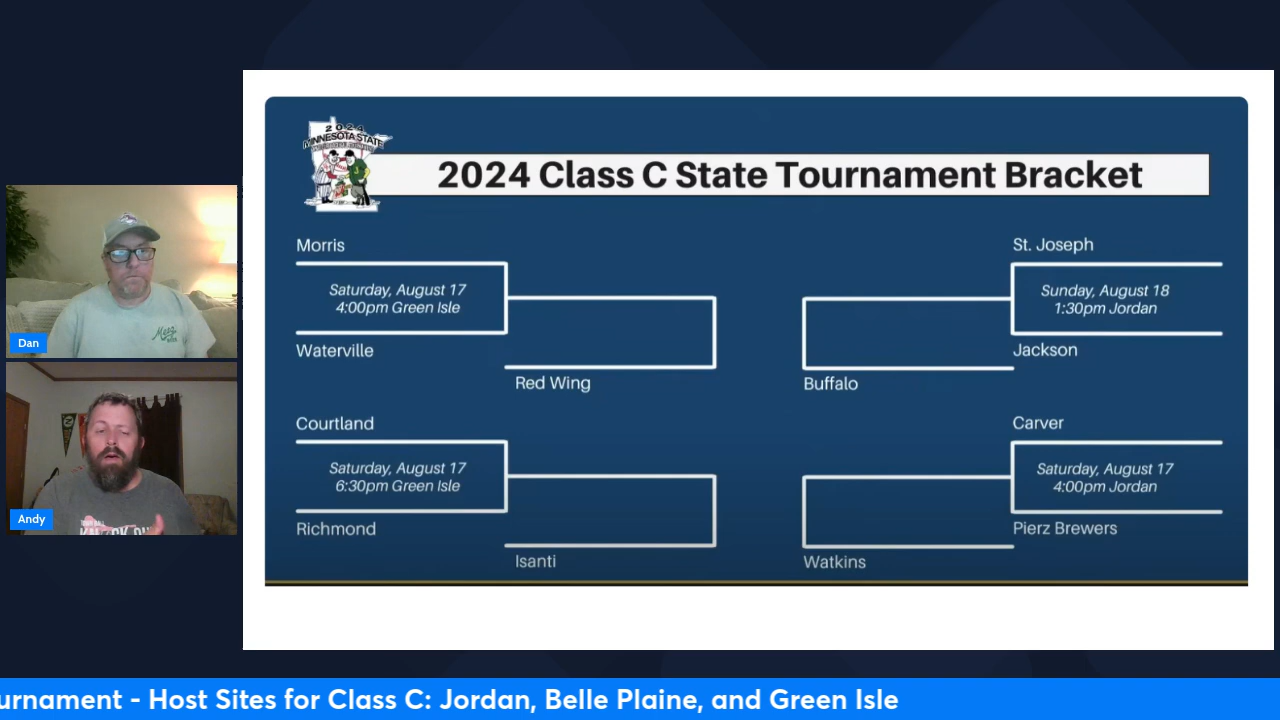 2024
MINNESOTA STATE
2024 Class C State Tournament Bracket
Morris
Saturday, August 17
4:00pm Green Isle
Waterville
Red Wing
Courtland
Saturday, August 17
6:30pm Green Isle
Richmond
Isanti
St. Joseph
Sunday, August 18
1:30pm Jordan
Jackson
Buffalo
Carver
Saturday, August 17
4:00pm Jordan
Pierz Brewers
Watkins
Dan
Andy
urnament - Host Sites for Class C: Jordan, Belle Plaine, and Green Isle